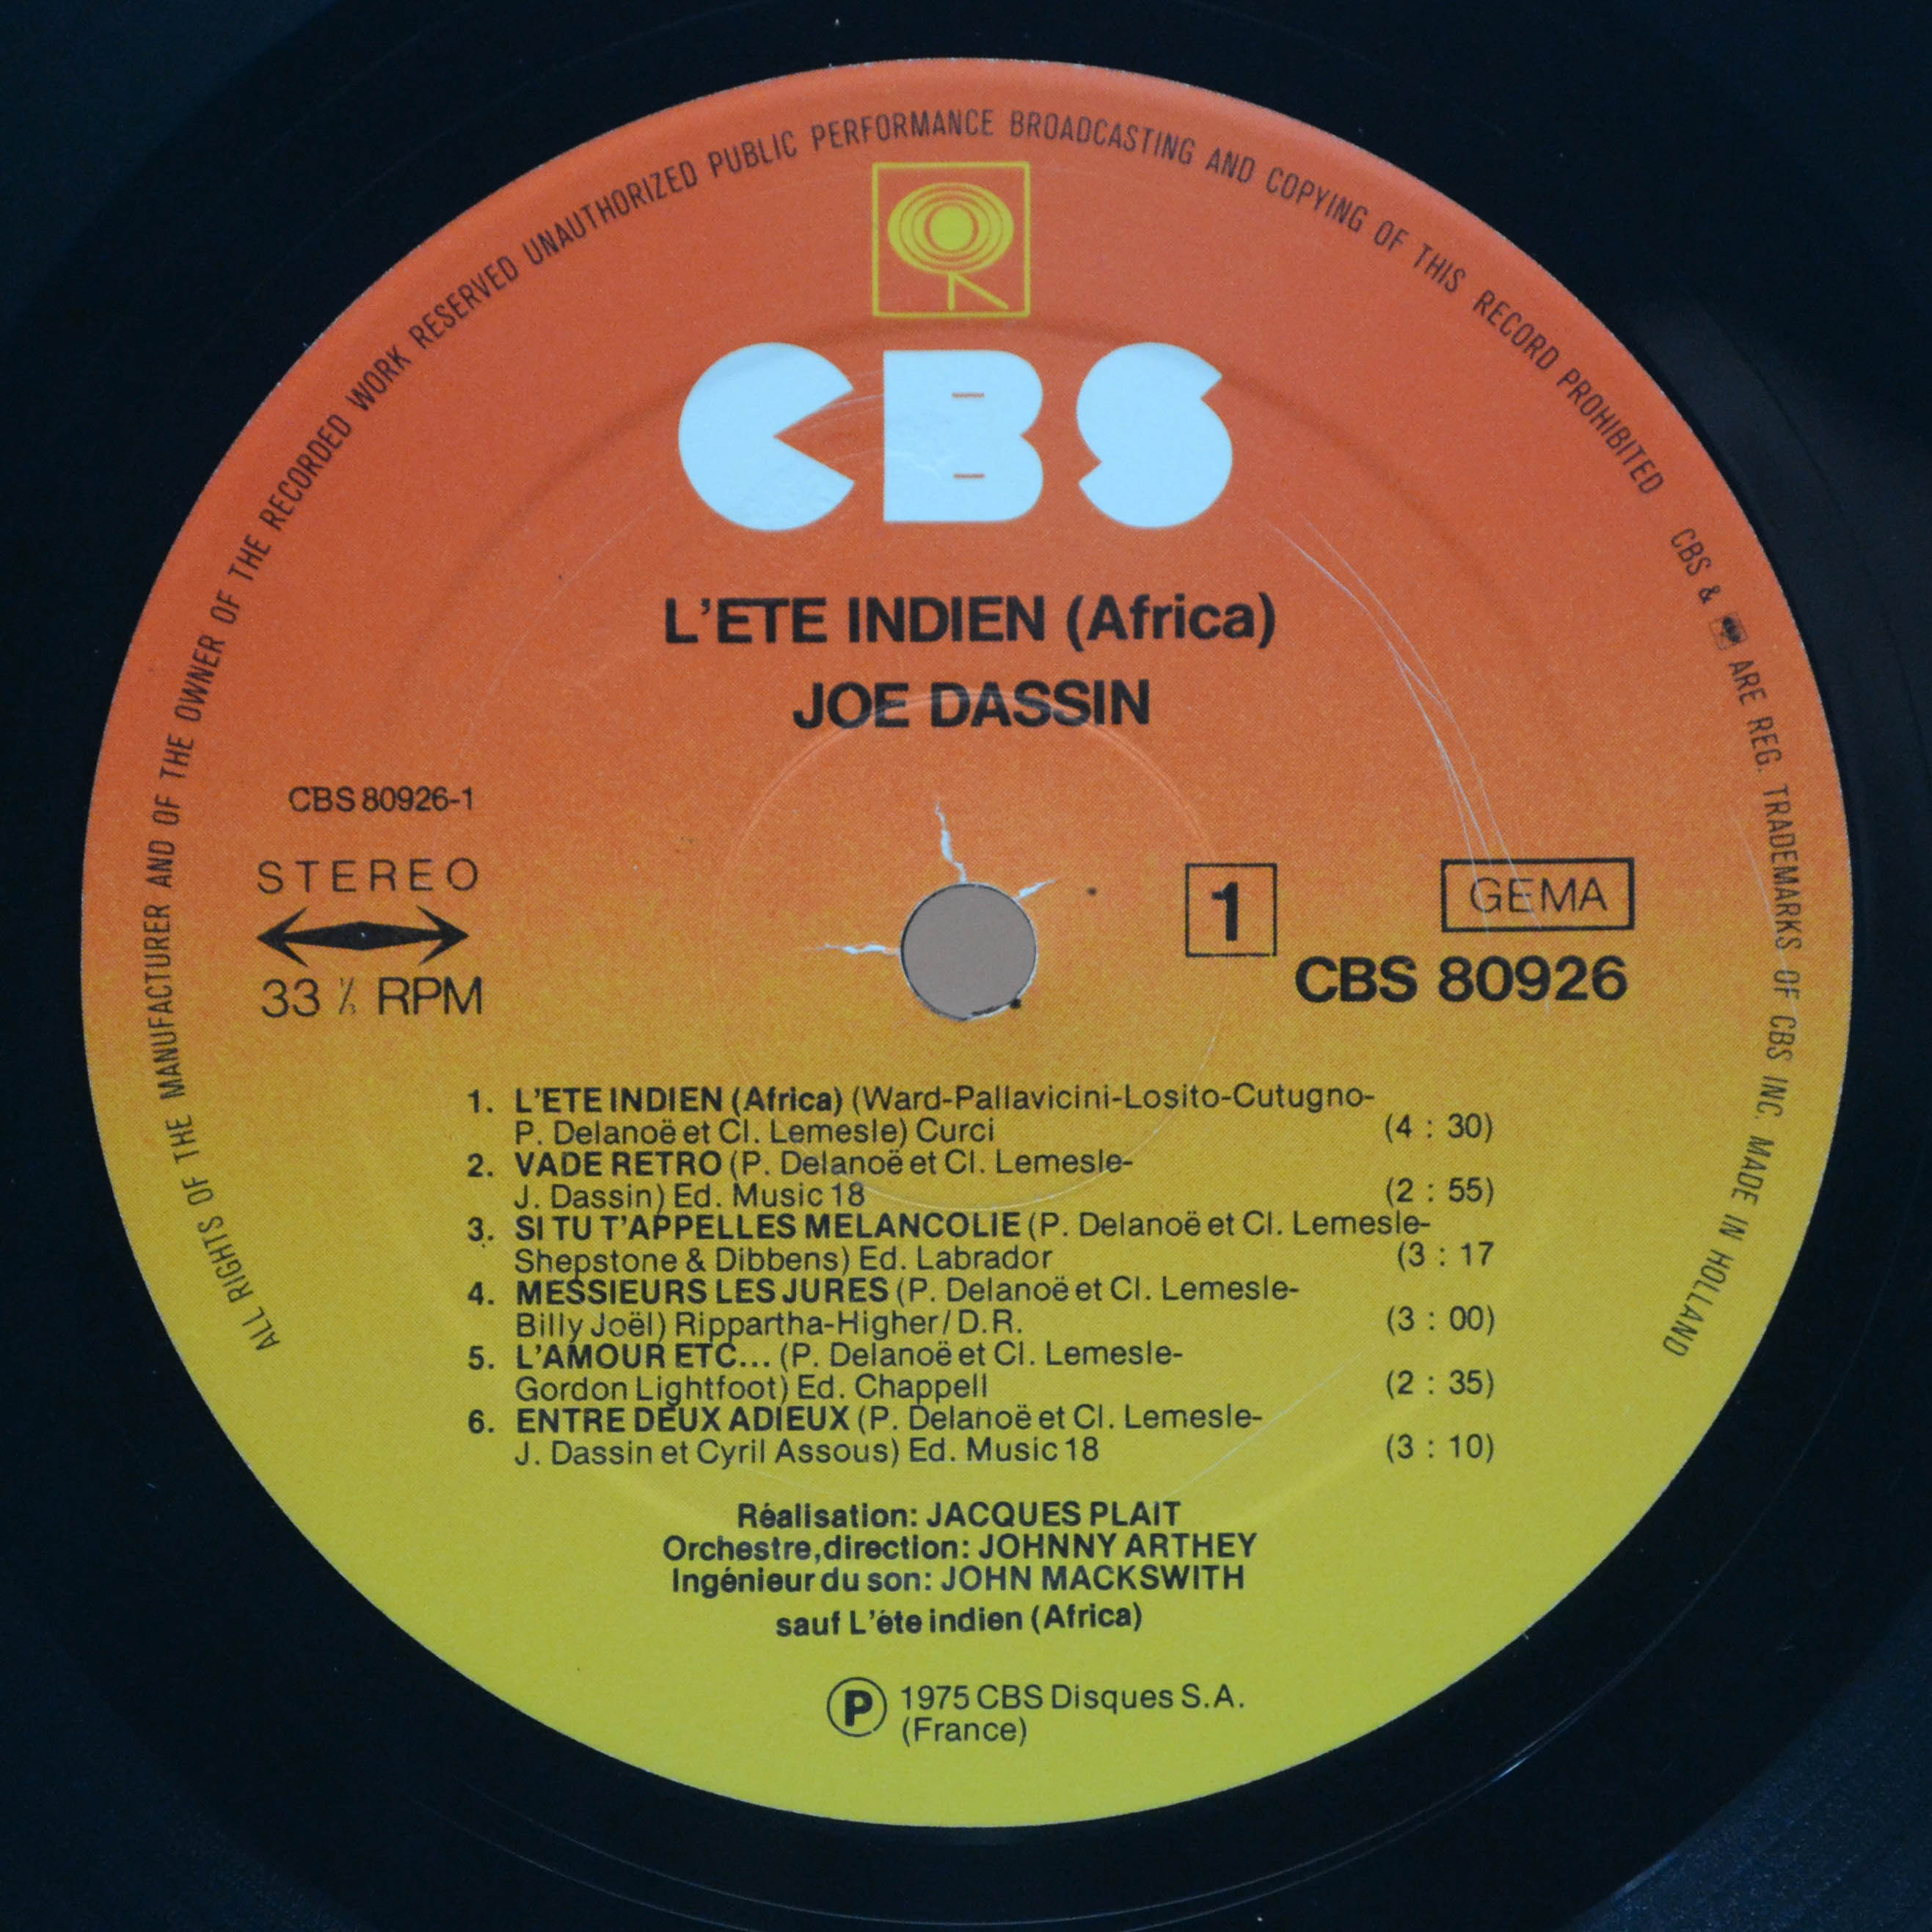 ALL RIGHTS OF THE MANUFACTURER AND OF THE OWNER OF THE RECORDED WORK RESERVED UNAUTHORIZED PUBLIC PERFORMANCE BROADCASTING AND COPYING OF THIS RECORD PROHIBITED
CBS & ARE REG. TRADEMARKS OF CBS INC. MADE IN HOLLAND
CBS
L'ETE INDIEN (Africa)
JOE DASSIN
CBS 80926-1
STEREO
33 ⅓ RPM
1
GEMA
CBS 80926
1. L'ETE INDIEN (Africa) (Ward-Pallavicini-Losito-Cutugno-
P. Delanoë et Cl. Lemesle) Curci (4 : 30)
2. VADE RETRO (P. Delanoë et Cl. Lemesle-
J. Dassin) Ed. Music 18 (2 : 55)
3. SI TU T'APPELLES MELANCOLIE (P. Delanoë et Cl. Lemesle-
Shepstone & Dibbens) Ed. Labrador (3 : 17
4. MESSIEURS LES JURES (P. Delanoë et Cl. Lemesle-
Billy Joël) Rippartha-Higher/D.R. (3 : 00)
5. L'AMOUR ETC... (P. Delanoë et Cl. Lemesle-
Gordon Lightfoot) Ed. Chappell (2 : 35)
6. ENTRE DEUX ADIEUX (P. Delanoë et Cl. Lemesle-
J. Dassin et Cyril Assous) Ed. Music 18 (3 : 10)
Réalisation: JACQUES PLAIT
Orchestre,direction: JOHNNY ARTHEY
Ingénieur du son: JOHN MACKSWITH
sauf L'éte indien (Africa)
℗ 1975 CBS Disques S.A.
(France)